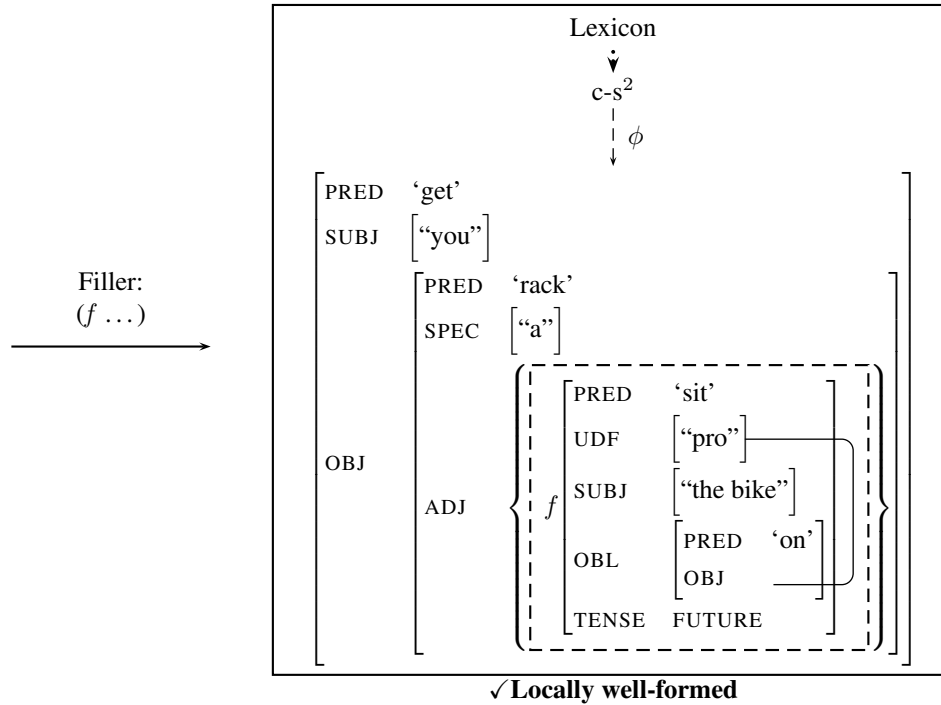 Lexicon
c-s²
ϕ
PRED ‘get’
SUBJ [“you”]
Filler:
(f …)
PRED ‘rack’
SPEC [“a”]
PRED ‘sit’
UDF [“pro”]
OBJ
SUBJ [“the bike”]
ADJ
f
PRED ‘on’
OBL
OBJ
TENSE FUTURE
✓Locally well-formed